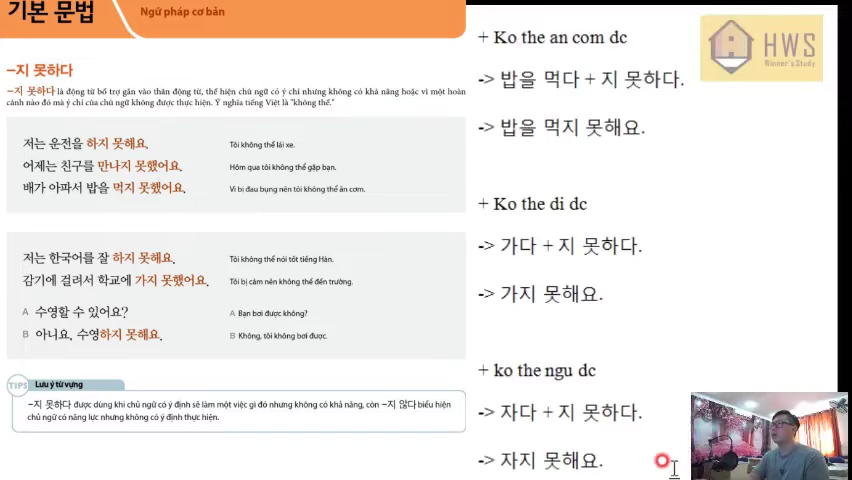 기본 문법
Ngữ pháp cơ bản
–지 못하다
–지 못하다 là động từ bổ trợ gắn vào thân động từ, thể hiện chủ ngữ có ý chí nhưng không có khả năng hoặc vì một hoàn
cảnh nào đó mà ý chí của chủ ngữ không được thực hiện. Ý nghĩa tiếng Việt là "không thể."
저는 운전을 하지 못해요. Tôi không thể lái xe.
어제는 친구를 만나지 못했어요. Hôm qua tôi không thể gặp bạn.
배가 아파서 밥을 먹지 못했어요. Vì bị đau bụng nên tôi không thể ăn cơm.
저는 한국어를 잘 하지 못해요. Tôi không thể nói tốt tiếng Hàn.
감기에 걸려서 학교에 가지 못했어요. Tôi bị cảm nên không thể đến trường.
A 수영할 수 있어요? A Bạn bơi được không?
B 아니요, 수영하지 못해요. B Không, tôi không bơi được.
TIPS Lưu ý từ vựng
–지 못하다 được dùng khi chủ ngữ có ý định sẽ làm một việc gì đó nhưng không có khả năng, còn –지 않다 biểu hiện
chủ ngữ có năng lực nhưng không có ý định thực hiện.
+ Ko the an com dc
-> 밥을 먹다 + 지 못하다.
-> 밥을 먹지 못해요.
+ Ko the di dc
-> 가다 + 지 못하다.
-> 가지 못해요.
+ ko the ngu dc
-> 자다 + 지 못하다.
-> 자지 못해요.
HWS
Winner's Study